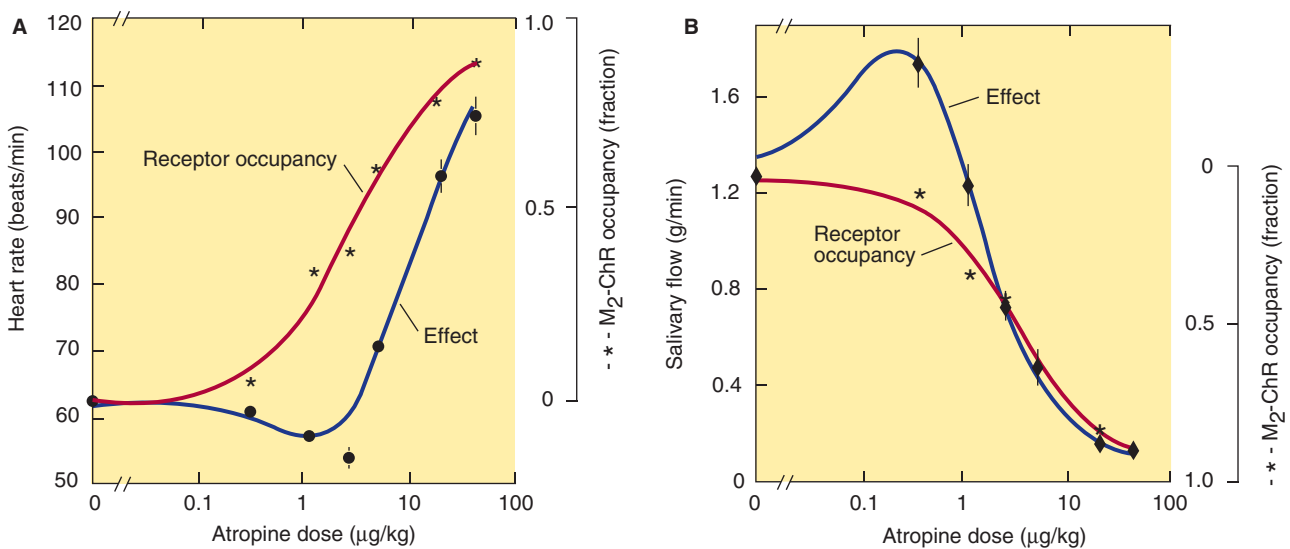 A
120
110
100
90
80
70
60
50
Heart rate (beats/min)
Receptor occupancy
Effect
0
0.1
1
10
100
Atropine dose (μg/kg)
1.0
0.5
0
- * - M2-ChR occupancy (fraction)
B
1.6
1.2
0.8
0.4
0
Salivary flow (g/min)
Effect
Receptor
occupancy
0
0.1
1
10
100
Atropine dose (μg/kg)
0
0.5
1.0
- * - M2-ChR occupancy (fraction)